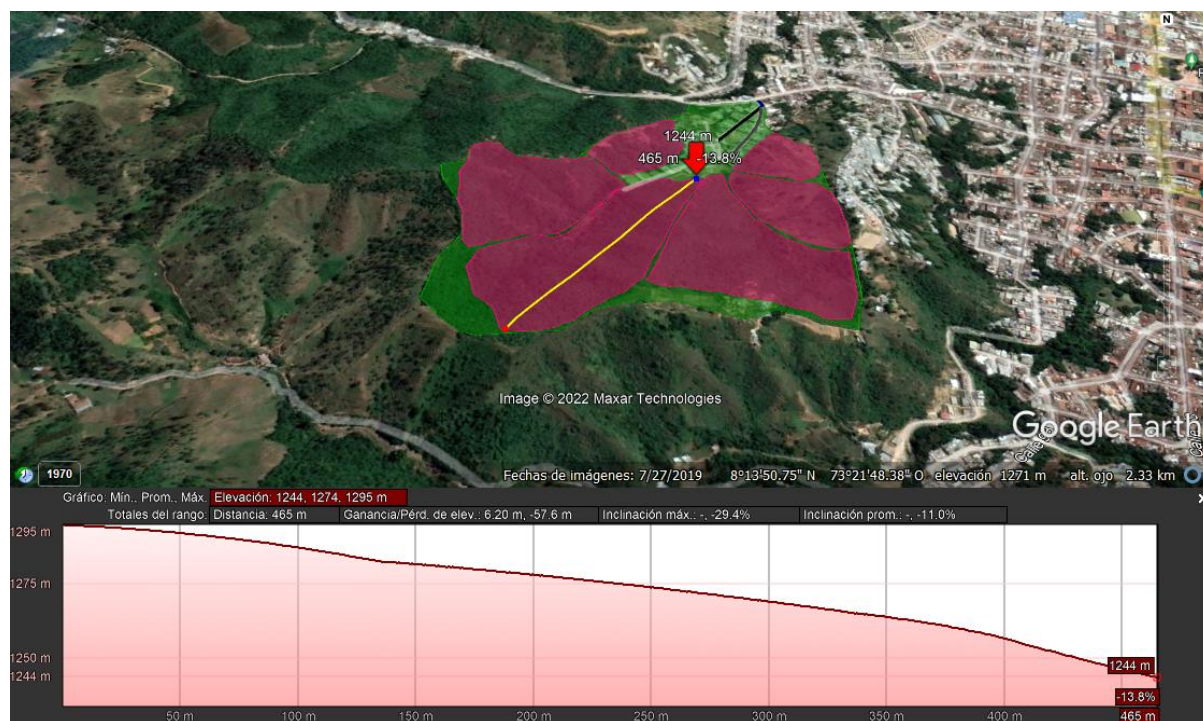 N
1244 m
465 m -13.8%
Image © 2022 Maxar Technologies
Google Earth
1970
Fechas de imágenes: 7/27/2019 8°13'50.75" N 73°21'48.38" O elevación 1271 m alt. ojo 2.33 km
Gráfico: Mín., Prom., Máx. Elevación: 1244, 1274, 1295 m
Totales del rango: Distancia: 465 m Ganancia/Pérd. de elev.: 6.20 m, -57.6 m Inclinación máx.: -, -29.4% Inclinación prom.: -, -11.0%
1295 m
1275 m
1250 m
1244 m
1244 m
-13.8%
50 m 100 m 150 m 200 m 250 m 300 m 350 m 400 m 465 m